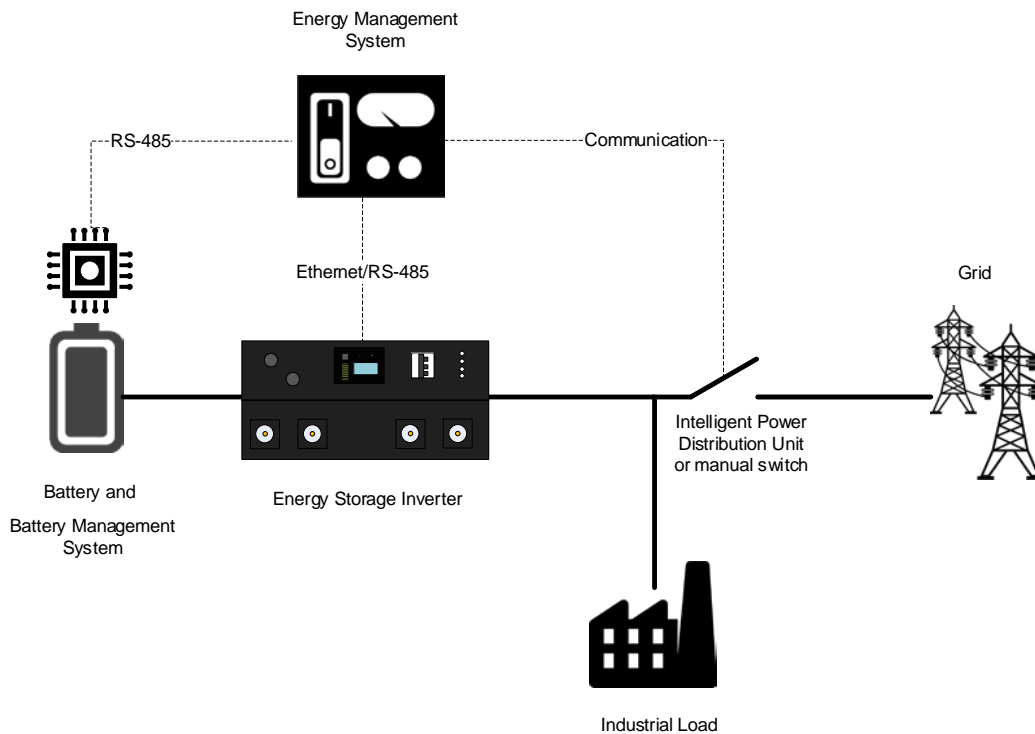 Energy Management
System
RS-485
Communication
Ethernet/RS-485
Grid
Intelligent Power
Distribution Unit
or manual switch
Battery and
Battery Management
System
Energy Storage Inverter
Industrial Load